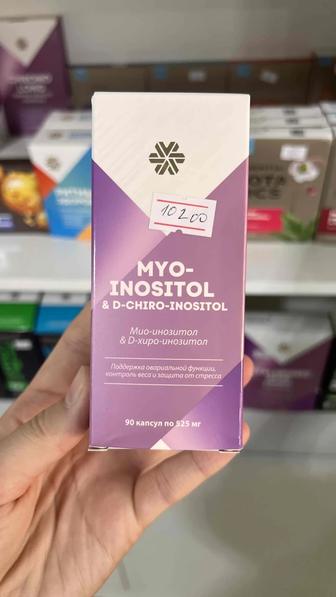 10200
MYO-
INOSITOL
& D-CHIRO-INOSITOL
Мио-инозитол
& D-хиро-инозитол
Поддержка овариальной функции,
контроль веса и защита от стресса
90 капсул по 525 мг